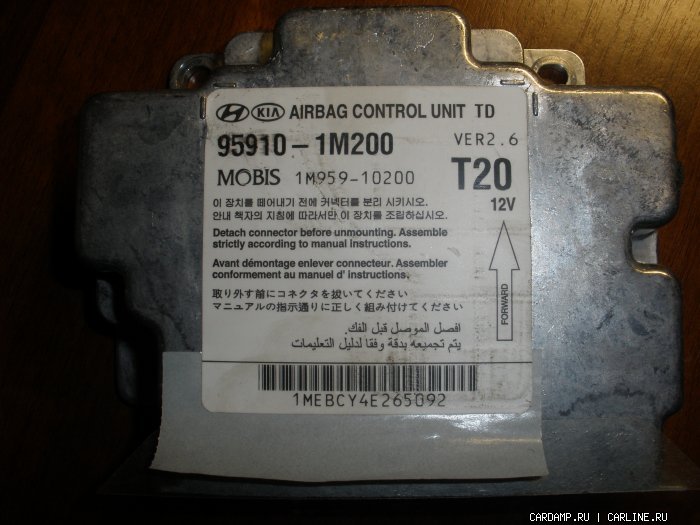 HYUNDAI KIA AIRBAG CONTROL UNIT TD
95910-1M200 VER2.6
MOBIS 1M959-10200 T20
12V
이 장치를 떼어내기 전에 커넥터를 분리 시키시오.
안내 책자의 지침에 따라서만 이 장치를 조립하십시오.
Detach connector before unmounting. Assemble
strictly according to manual instructions.
Avant démontage enlever connecteur. Assembler
conformement au manuel d' instructions.
取り外す前にコネクタを抜いてください
マニュアルの指示通りに正しく組み付けてください
افصل الموصل قبل الفك.
يتم تجميعه بدقة وفقا لدليل التعليمات
FORWARD
1MEBCY4E265092
CARDAMP.RU | CARLINE.RU